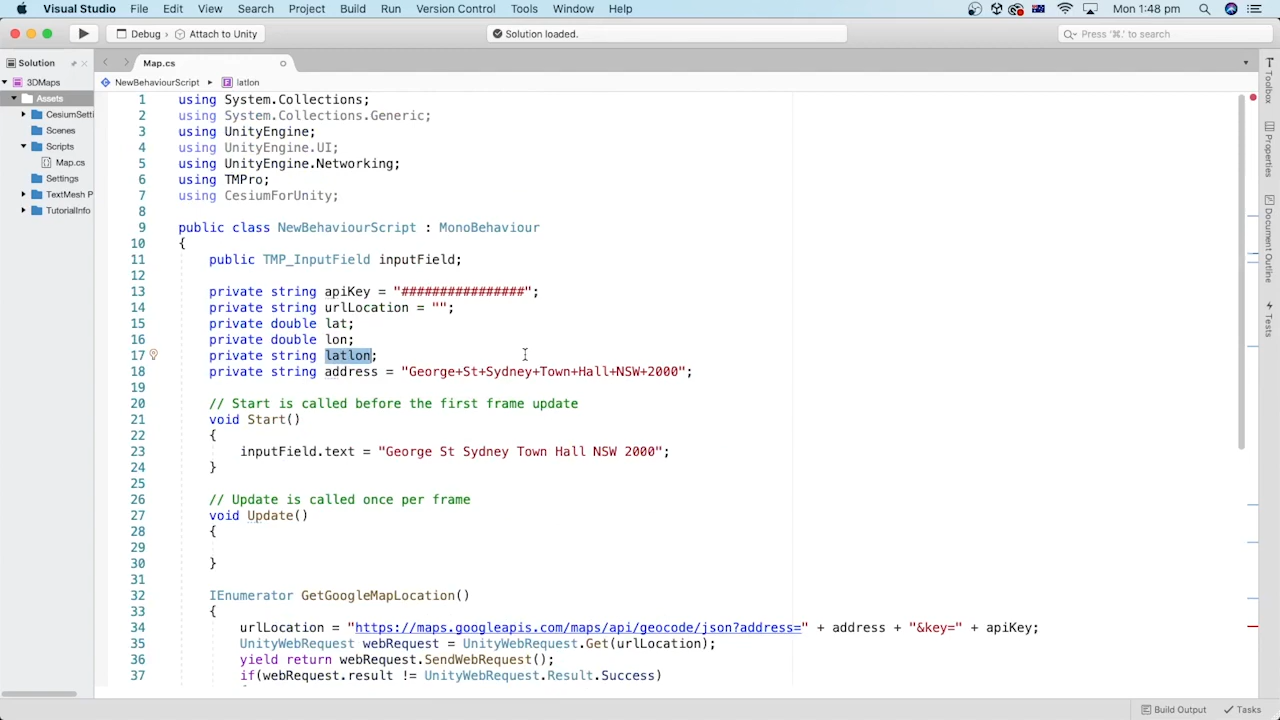 Visual Studio File Edit View Search Project Build Run Version Control Tools Window Help Mon 1:48 pm
Debug Attach to Unity Solution loaded. Press '⌘.' to search
Solution Map.cs
NewBehaviourScript latlon
3DMaps
Assets
CesiumSetti
Scenes
Scripts
Map.cs
Settings
TextMesh P
TutorialInfo
1 using System.Collections;
2 using System.Collections.Generic;
3 using UnityEngine;
4 using UnityEngine.UI;
5 using UnityEngine.Networking;
6 using TMPro;
7 using CesiumForUnity;
8
9 public class NewBehaviourScript : MonoBehaviour
10 {
11 public TMP_InputField inputField;
12
13 private string apiKey = "################";
14 private string urlLocation = "";
15 private double lat;
16 private double lon;
17 private string latlon;
18 private string address = "George+St+Sydney+Town+Hall+NSW+2000";
19
20 // Start is called before the first frame update
21 void Start()
22 {
23 inputField.text = "George St Sydney Town Hall NSW 2000";
24 }
25
26 // Update is called once per frame
27 void Update()
28 {
29
30 }
31
32 IEnumerator GetGoogleMapLocation()
33 {
34 urlLocation = "https://maps.googleapis.com/maps/api/geocode/json?address=" + address + "&key=" + apiKey;
35 UnityWebRequest webRequest = UnityWebRequest.Get(urlLocation);
36 yield return webRequest.SendWebRequest();
37 if(webRequest.result != UnityWebRequest.Result.Success)
Toolbox
Properties
Document Outline
Tests
Build Output Tasks